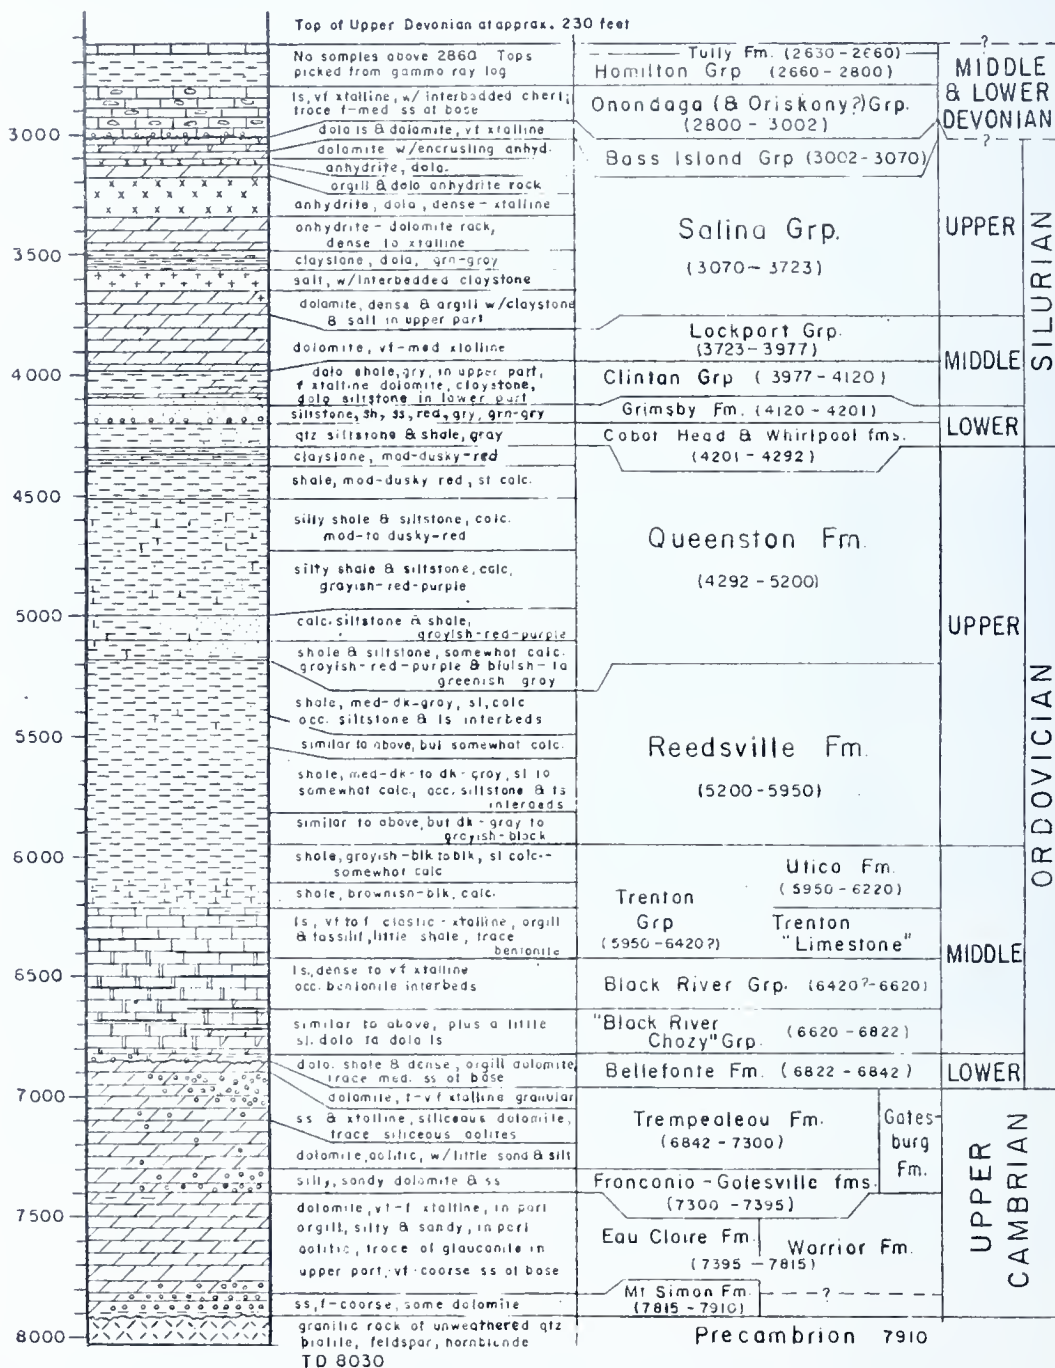 Top of Upper Devonian at approx. 230 feet
No samples above 2860 Tops
picked from gamma ray log
ls, vf xtalline, w/ interbedded chert;
trace f-med ss at base
dolo ls & dolomite, vf xtalline
dolomite w/encrusting anhyd.
anhydrite, dolo.
argill & dolo anhydrite rock
anhydrite, dolo, dense-xtalline
anhydrite-dolomite rock,
dense to xtalline
claystone, dolo, grn-gray
salt, w/interbedded claystone
dolomite, dense & argill w/claystone
& salt in upper part
dolomite, vf-med xtalline
dolo shale, gry, in upper part,
f xtalline dolomite, claystone,
dolo siltstone in lower part
siltstone, sh, ss, red, gry, grn-gry
qtz siltstone & shale, gray
claystone, mod-dusky-red
shale, mod-dusky red, sl calc.
silty shale & siltstone, calc.
mod-to dusky-red
silty shale & siltstone, calc,
grayish-red-purple
calc. siltstone & shale,
grayish-red-purple
shale & siltstone, somewhat calc.
grayish-red-purple & bluish-to
greenish gray
shale, med-dk-gray, sl, calc
occ. siltstone & ls interbeds
similar to above, but somewhat calc.
shale, med-dk-to dk-gray, sl to
somewhat calc, occ. siltstone & ls
interbeds
similar to above, but dk-gray to
grayish-black
shale, grayish-blk to blk, sl calc--
somewhat calc
shale, brownish-blk, calc.
ls, vf to f clastic-xtalline, argill
& fossilif, little shale, trace
bentonite
ls, dense to vf xtalline
occ. bentonite interbeds
similar to above, plus a little
sl. dolo to dolo ls
dolo. shale & dense, argill dolomite,
trace med. ss at base
dolomite, f-vf xtalline granular
ss & xtalline, siliceous dolomite,
trace siliceous oolites
dolomite, oolitic, w/little sand & silt
silty, sandy dolomite & ss
dolomite, vf-f xtalline, in part
argill, silty & sandy, in part
oolitic, trace of glauconite in
upper part, vf-coarse ss at base
ss, f-coarse, some dolomite
granitic rock of unweathered qtz
biotite, feldspar, hornblende
TD 8030
3000
3500
4000
4500
5000
5500
6000
6500
7000
7500
8000
Tully Fm. (2630-2660)
Hamilton Grp (2660-2800)
Onondaga (& Oriskany?) Grp.
(2800-3002)
Bass Island Grp (3002-3070)
Salina Grp.
(3070-3723)
Lockport Grp.
(3723-3977)
Clinton Grp (3977-4120)
Grimsby Fm. (4120-4201)
Cabot Head & Whirlpool fms.
(4201-4292)
Queenston Fm.
(4292-5200)
Reedsville Fm.
(5200-5950)
Trenton
Grp
(5950-6420?)
Utica Fm.
(5950-6220)
Trenton
"Limestone"
Black River Grp. (6420?-6620)
"Black River
Chazy" Grp.
(6620-6822)
Bellefonte Fm. (6822-6842)
Trempealeau Fm.
(6842-7300)
Gates-
burg
Fm.
Franconia-Galesville fms.
(7300-7395)
Eau Claire Fm.
Warrior Fm.
(7395-7815)
Mt Simon Fm.
(7815-7910)
?
Precambrian 7910
?
MIDDLE
& LOWER
DEVONIAN
?
UPPER
MIDDLE
LOWER
SILURIAN
UPPER
MIDDLE
LOWER
ORDOVICIAN
UPPER
CAMBRIAN